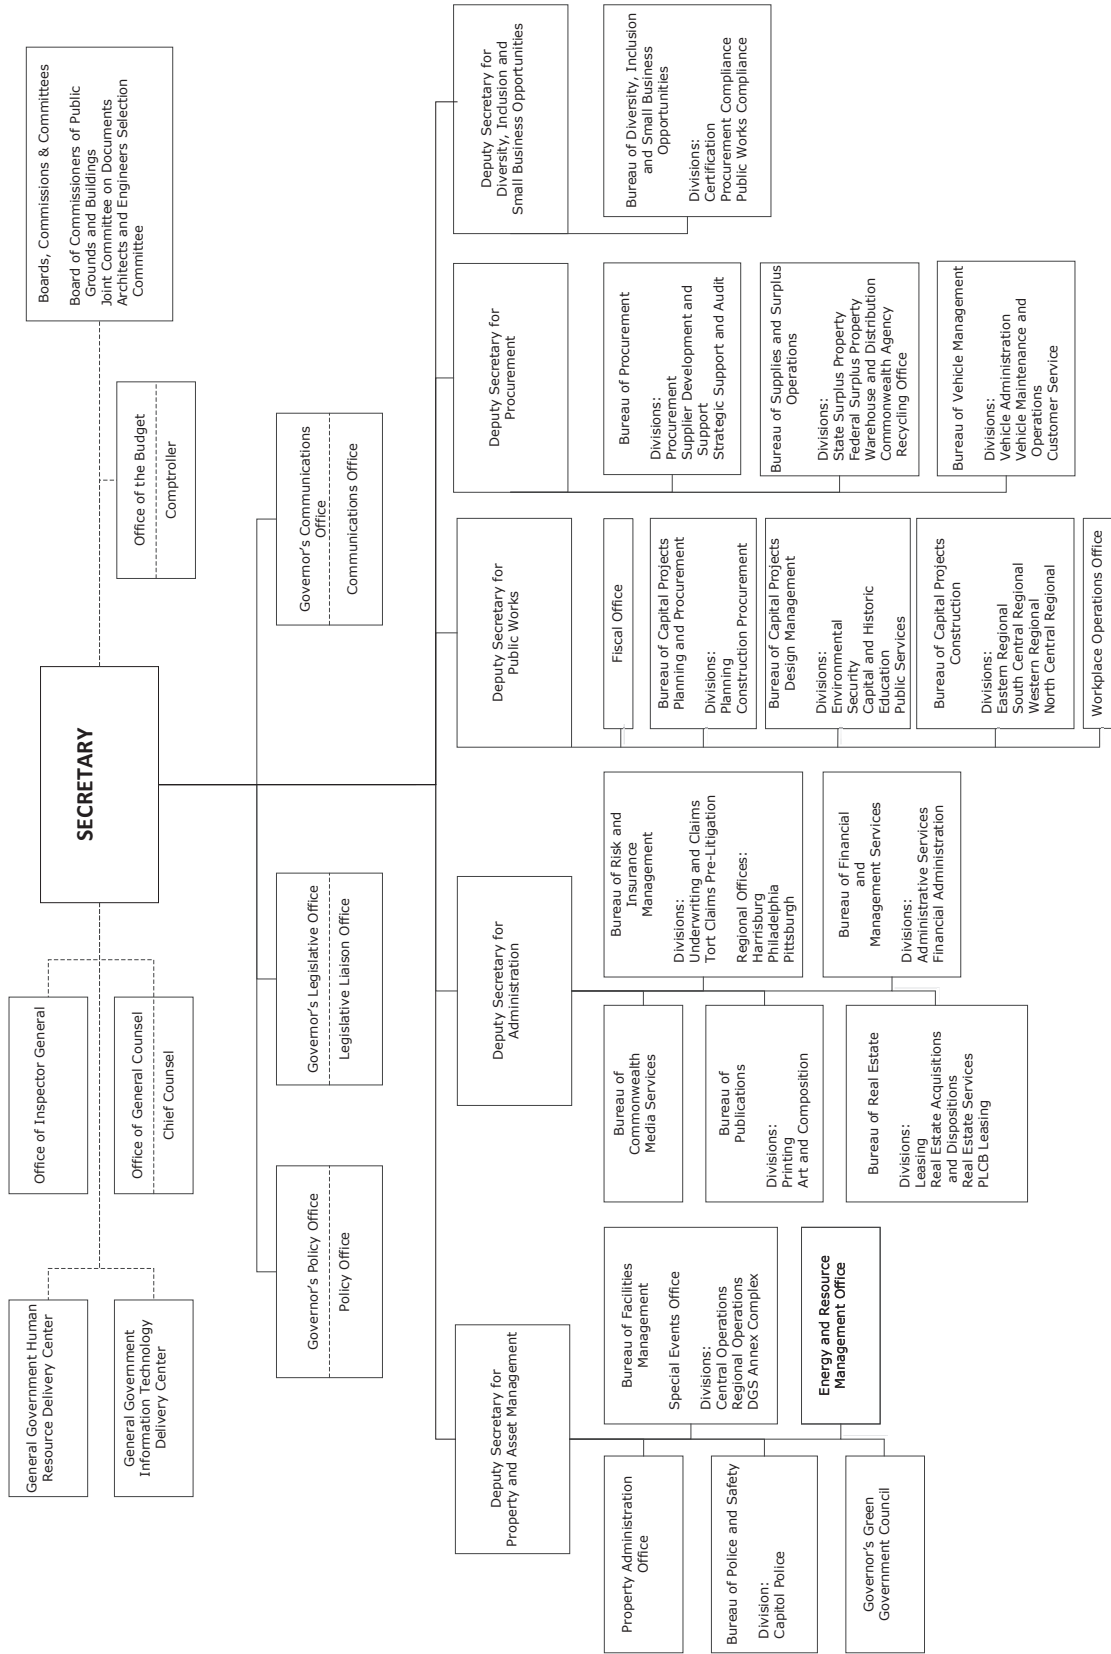 General Government Human
Resource Delivery Center
General Government
Information Technology
Delivery Center
Office of Inspector General
Office of General Counsel
Chief Counsel
SECRETARY
Office of the Budget
Comptroller
Boards, Commissions & Committees
Board of Commissioners of Public
Grounds and Buildings
Joint Committee on Documents
Architects and Engineers Selection
Committee
Governor's Policy Office
Policy Office
Governor's Legislative Office
Legislative Liaison Office
Governor's Communications
Office
Communications Office
Deputy Secretary for
Property and Asset Management
Property Administration
Office
Bureau of Police and Safety
Division:
Capitol Police
Governor's Green
Government Council
Bureau of Facilities
Management
Special Events Office
Divisions:
Central Operations
Regional Operations
DGS Annex Complex
Energy and Resource
Management Office
Deputy Secretary for
Administration
Bureau of
Commonwealth
Media Services
Bureau of
Publications
Divisions:
Printing
Art and Composition
Bureau of Real Estate
Divisions:
Leasing
Real Estate Acquisitions
and Dispositions
Real Estate Services
PLCB Leasing
Bureau of Risk and
Insurance
Management
Divisions:
Underwriting and Claims
Tort Claims Pre-Litigation
Regional Offices:
Harrisburg
Philadelphia
Pittsburgh
Bureau of Financial
and
Management Services
Divisions:
Administrative Services
Financial Administration
Deputy Secretary for
Public Works
Fiscal Office
Bureau of Capital Projects
Planning and Procurement
Divisions:
Planning
Construction Procurement
Bureau of Capital Projects
Design Management
Divisions:
Environmental
Security
Capital and Historic
Education
Public Services
Bureau of Capital Projects
Construction
Divisions:
Eastern Regional
South Central Regional
Western Regional
North Central Regional
Workplace Operations Office
Deputy Secretary for
Procurement
Bureau of Procurement
Divisions:
Procurement
Supplier Development and
Support
Strategic Support and Audit
Bureau of Supplies and Surplus
Operations
Divisions:
State Surplus Property
Federal Surplus Property
Warehouse and Distribution
Commonwealth Agency
Recycling Office
Bureau of Vehicle Management
Divisions:
Vehicle Administration
Vehicle Maintenance and
Operations
Customer Service
Deputy Secretary for
Diversity, Inclusion and
Small Business Opportunities
Bureau of Diversity, Inclusion
and Small Business
Opportunities
Divisions:
Certification
Procurement Compliance
Public Works Compliance